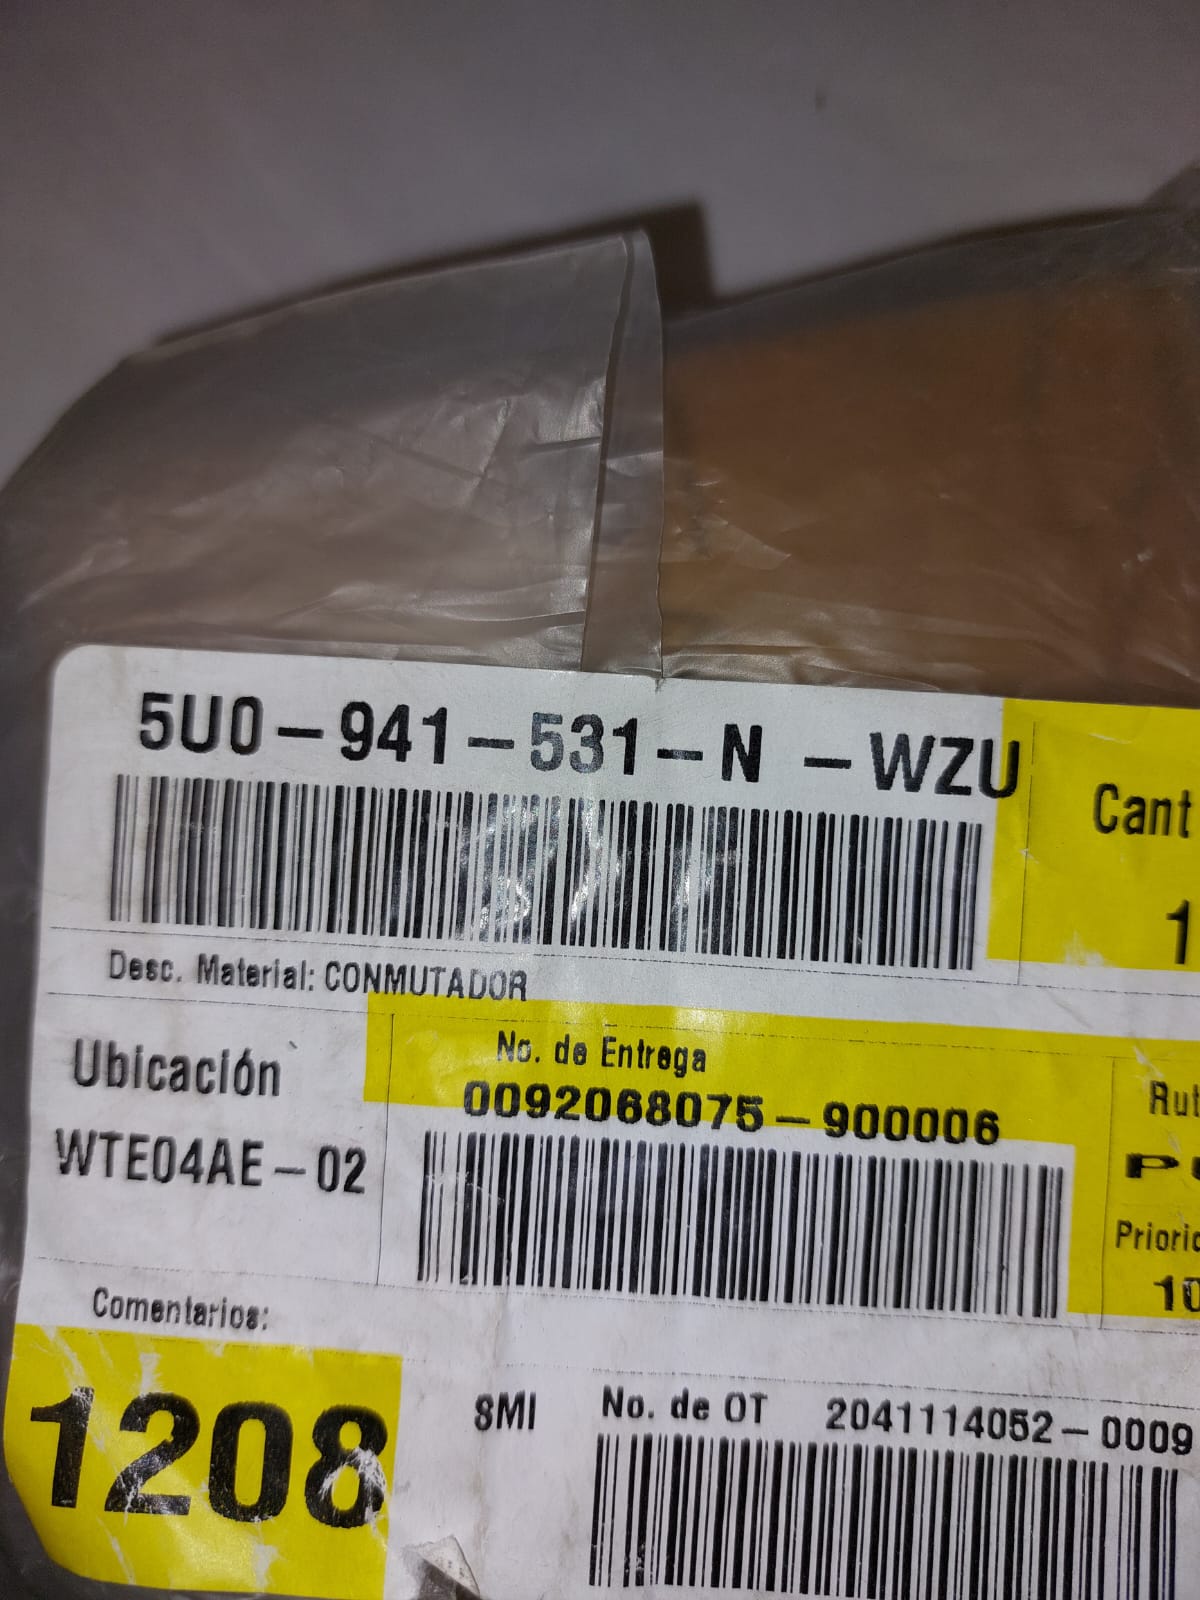 5U0-941-531-N -WZU
Cant
1
Desc. Material: CONMUTADOR
Ubicación
No. de Entrega
0092068075-900006
WTE04AE-02
Comentarios:
10
1208
8MI
No. de OT 2041114052-0009